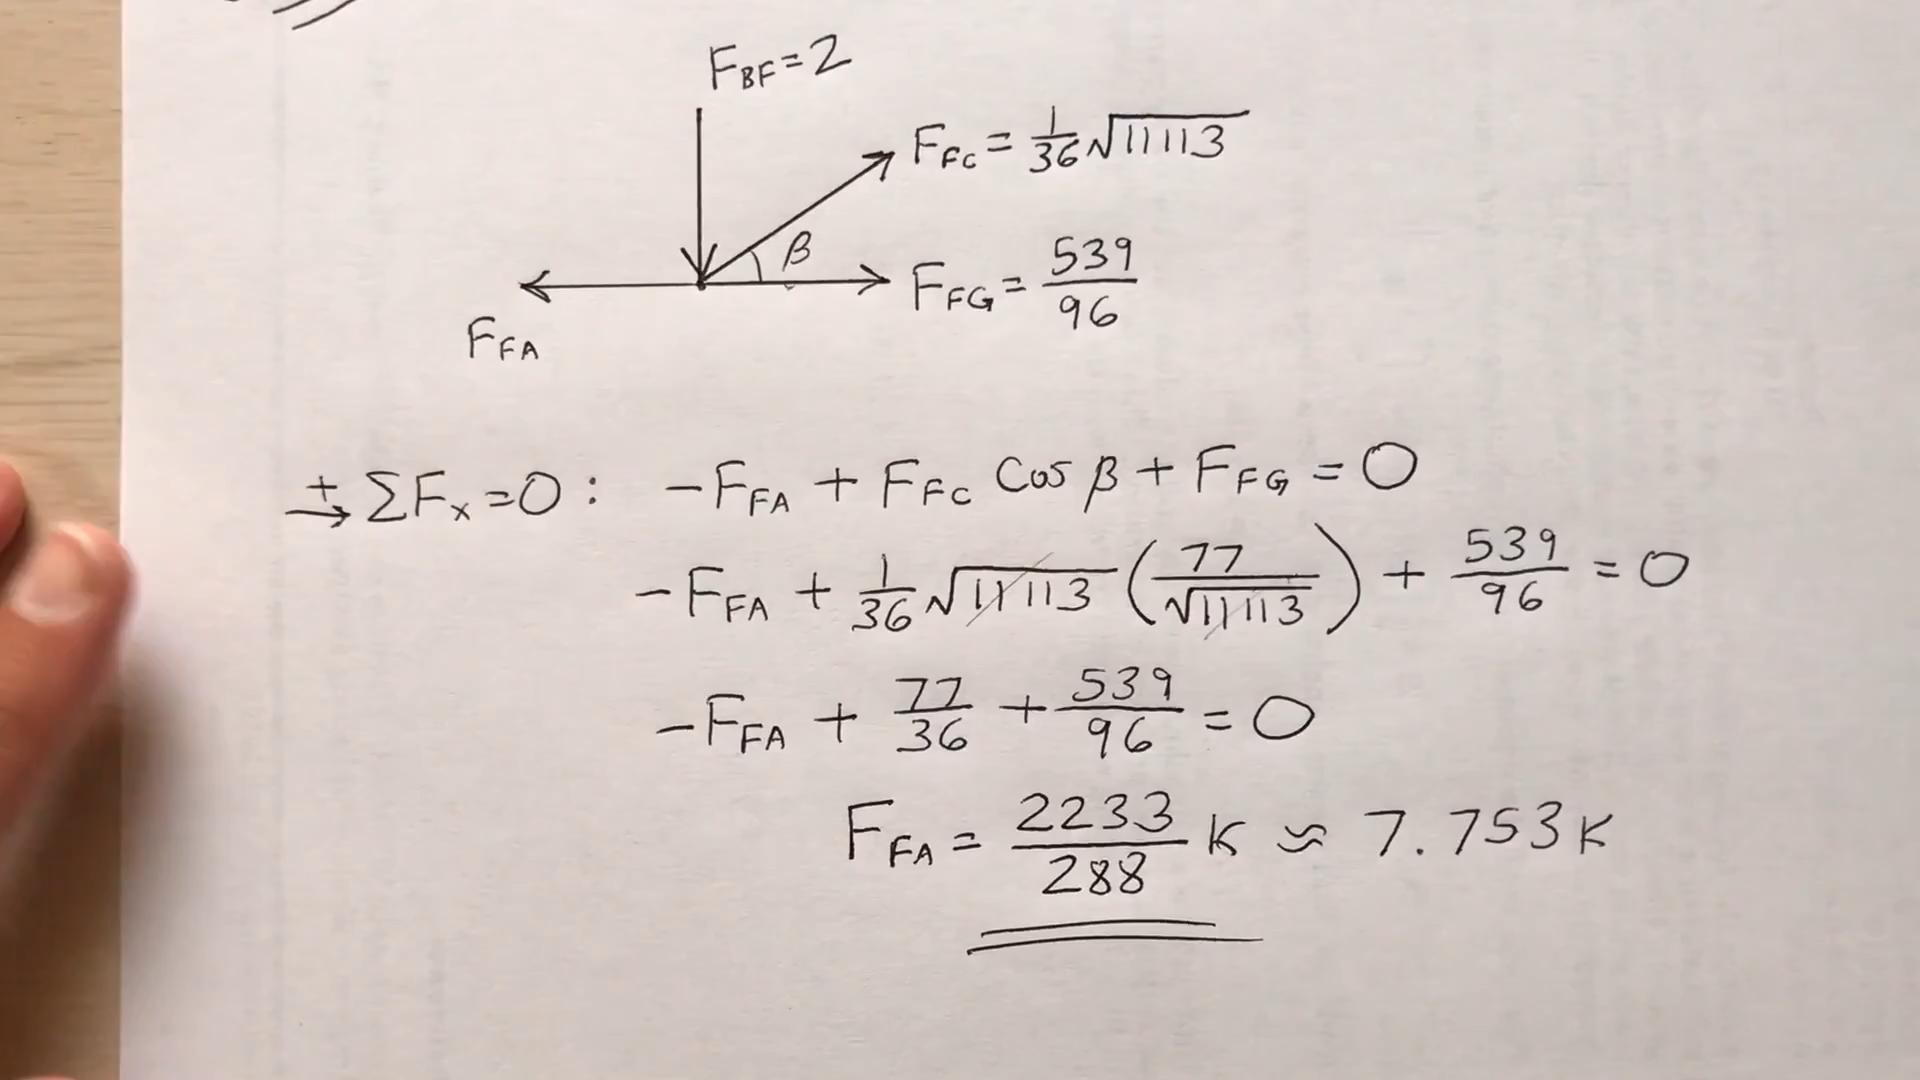 F_BF = 2
F_FC = 1/36 √11113
β
F_FG = 539/96
F_FA
+→ ΣF_x = 0 : -F_FA + F_FC Cos β + F_FG = 0
-F_FA + 1/36 √11113 (77/√11113) + 539/96 = 0
-F_FA + 77/36 + 539/96 = 0
F_FA = 2233/288 K ≈ 7.753 K